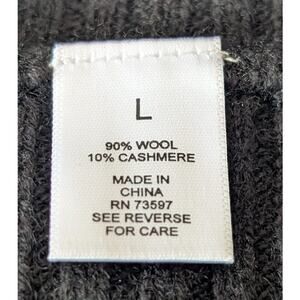 L
90% WOOL
10% CASHMERE
MADE IN
CHINA
RN 73597
SEE REVERSE
FOR CARE